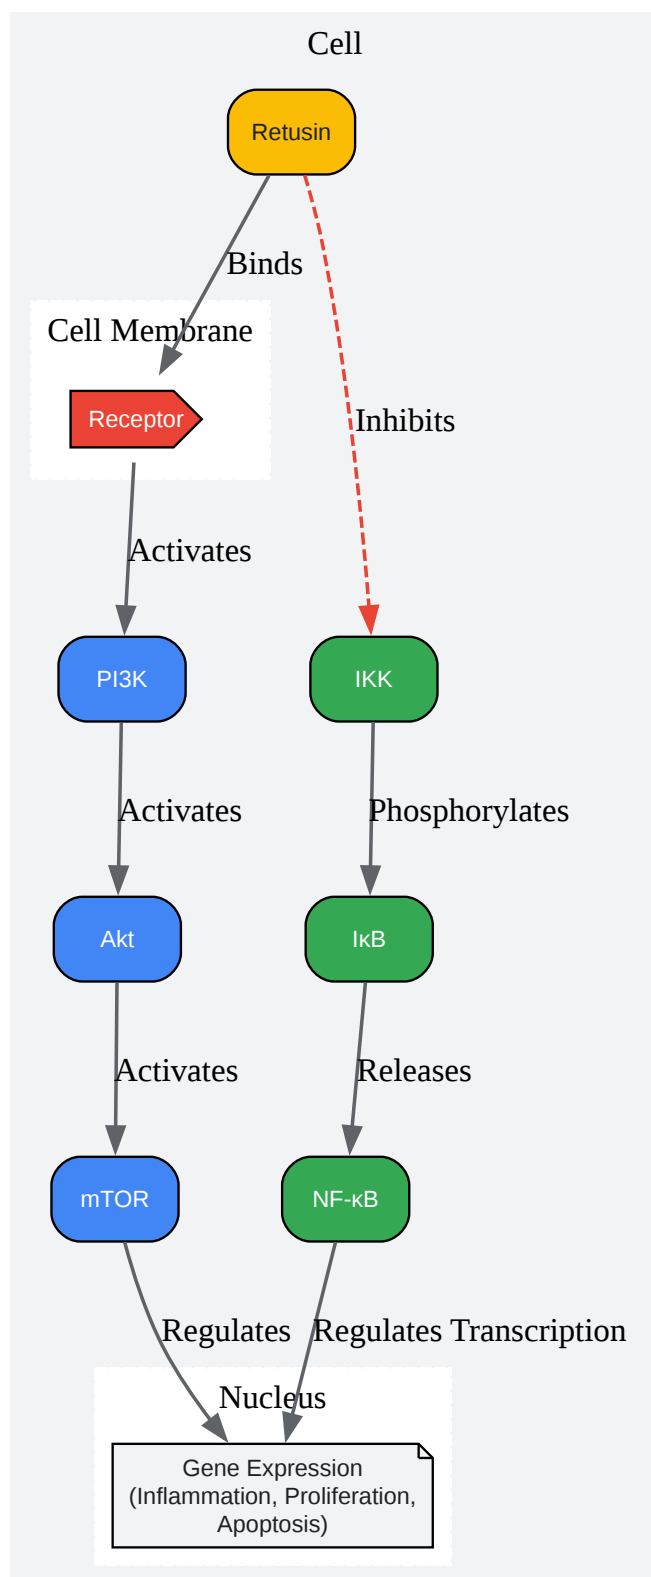 Cell
Retusin
Binds
Cell Membrane
Receptor
Inhibits
Activates
PI3K
IKK
Activates
Phosphorylates
Akt
IκB
Activates
Releases
mTOR
NF-κB
Regulates
Regulates Transcription
Nucleus
Gene Expression
(Inflammation, Proliferation,
Apoptosis)